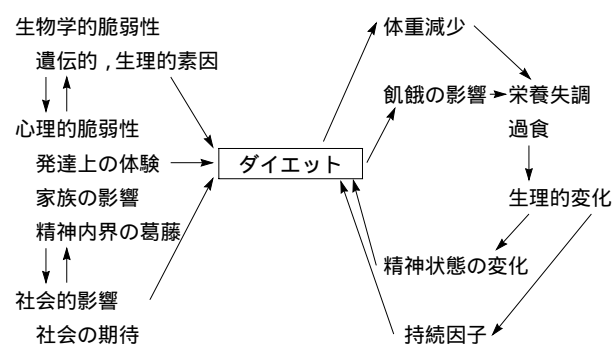 生物学的脆弱性
遺伝的，生理的素因
心理的脆弱性
発達上の体験
家族の影響
精神内界の葛藤
社会的影響
社会の期待
ダイエット
体重減少
飢餓の影響
栄養失調
過食
生理的変化
精神状態の変化
持続因子